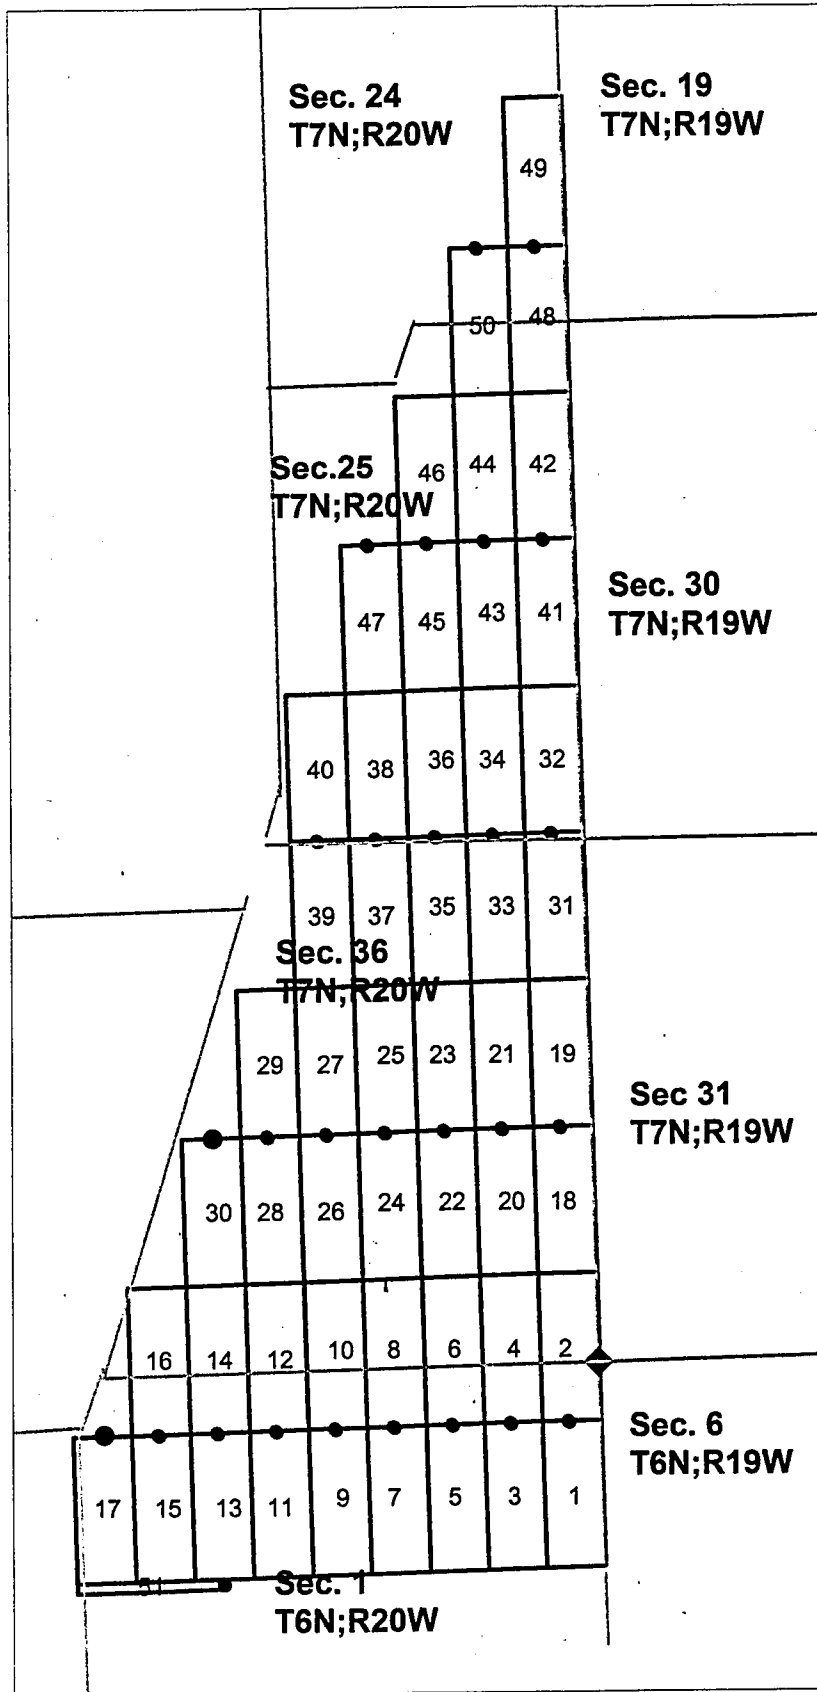 Sec. 24
T7N;R20W
Sec. 19
T7N;R19W
49
50 48
Sec.25
T7N;R20W
46 44 42
47 45 43 41
Sec. 30
T7N;R19W
40 38 36 34 32
39 37 35 33 31
Sec. 36
T7N;R20W
29 27 25 23 21 19
Sec 31
T7N;R19W
30 28 26 24 22 20 18
16 14 12 10 8 6 4 2
Sec. 6
T6N;R19W
17 15 13 11 9 7 5 3 1
51
Sec. 1
T6N;R20W